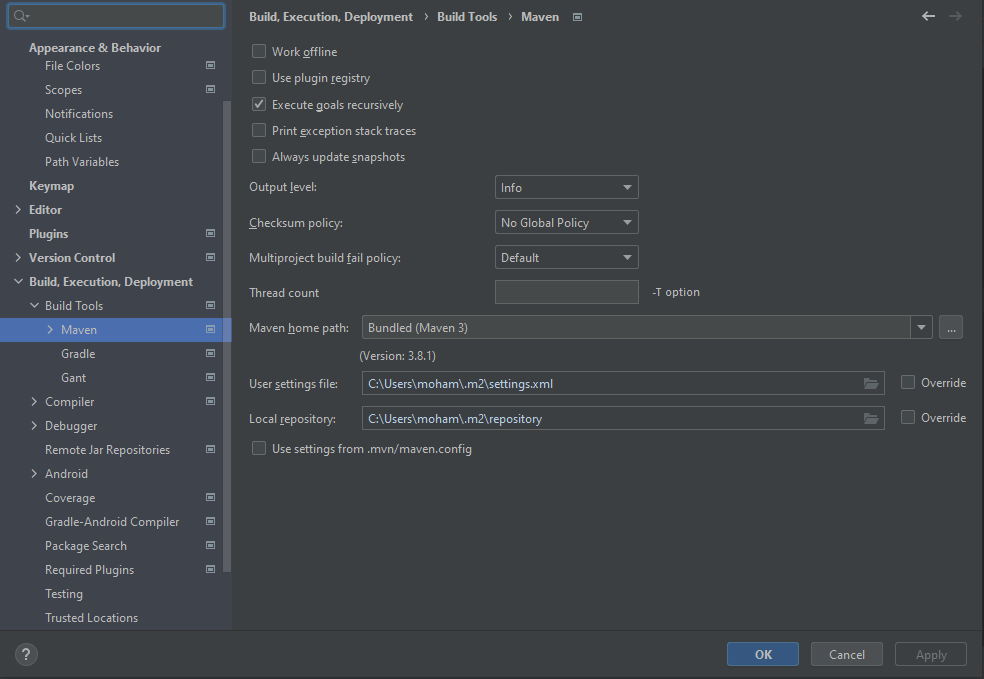 Appearance & Behavior
File Colors
Scopes
Notifications
Quick Lists
Path Variables
Keymap
Editor
Plugins
Version Control
Build, Execution, Deployment
Build Tools
Maven
Gradle
Gant
Compiler
Debugger
Remote Jar Repositories
Android
Coverage
Gradle-Android Compiler
Package Search
Required Plugins
Testing
Trusted Locations
Build, Execution, Deployment › Build Tools › Maven
Work offline
Use plugin registry
Execute goals recursively
Print exception stack traces
Always update snapshots
Output level: Info
Checksum policy: No Global Policy
Multiproject build fail policy: Default
Thread count -T option
Maven home path: Bundled (Maven 3) ...
(Version: 3.8.1)
User settings file: C:\Users\moham\.m2\settings.xml Override
Local repository: C:\Users\moham\.m2\repository Override
Use settings from .mvn/maven.config
? OK Cancel Apply